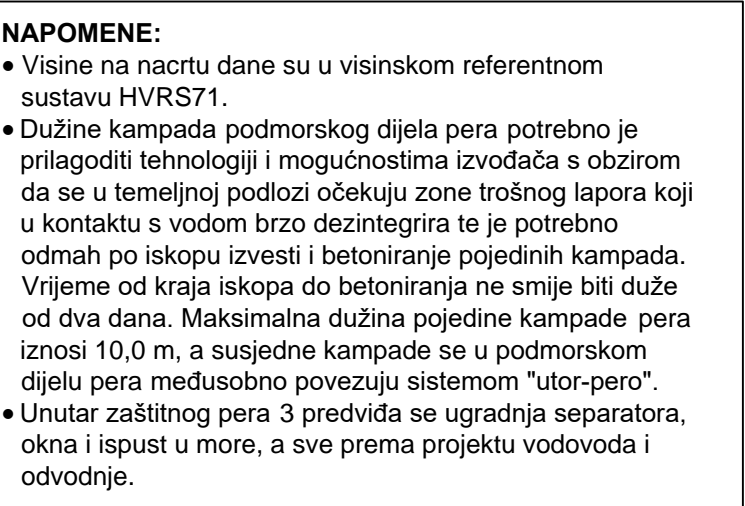 NAPOMENE:
• Visine na nacrtu dane su u visinskom referentnom
sustavu HVRS71.
• Dužine kampada podmorskog dijela pera potrebno je
prilagoditi tehnologiji i mogućnostima izvođača s obzirom
da se u temeljnoj podlozi očekuju zone trošnog lapora koji
u kontaktu s vodom brzo dezintegrira te je potrebno
odmah po iskopu izvesti i betoniranje pojedinih kampada.
Vrijeme od kraja iskopa do betoniranja ne smije biti duže
od dva dana. Maksimalna dužina pojedine kampade pera
iznosi 10,0 m, a susjedne kampade se u podmorskom
dijelu pera međusobno povezuju sistemom "utor-pero".
• Unutar zaštitnog pera 3 predviđa se ugradnja separatora,
okna i ispust u more, a sve prema projektu vodovoda i
odvodnje.